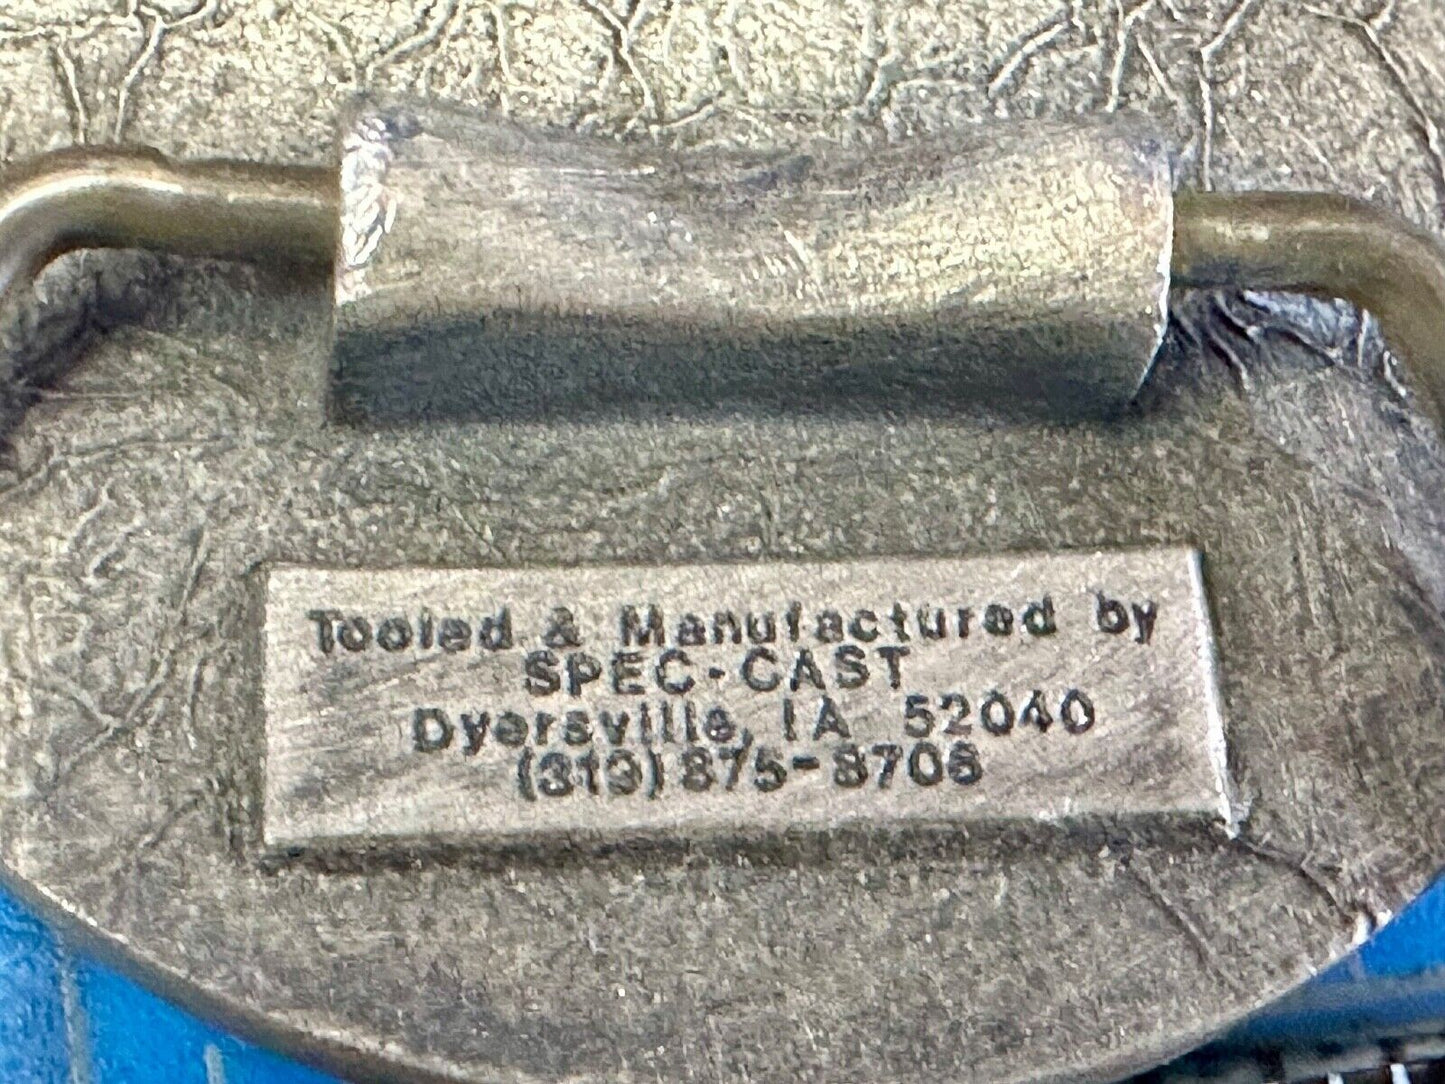 Tooled & Manufactured by
SPEC-CAST
Dyersville, IA 52040
(319) 875-8706